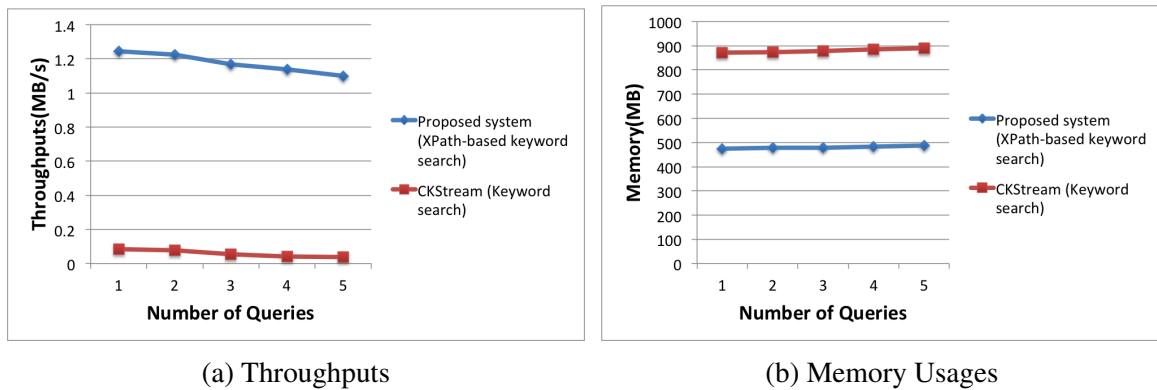 1.4
1.2
1
0.8
0.6
0.4
0.2
0
Throughputs(MB/s)
1 2 3 4 5
Number of Queries
Proposed system
(XPath-based keyword
search)
CKStream (Keyword
search)
(a) Throughputs
1000
900
800
700
600
500
400
300
200
100
0
Memory(MB)
1 2 3 4 5
Number of Queries
Proposed system
(XPath-based keyword
search)
CKStream (Keyword
search)
(b) Memory Usages